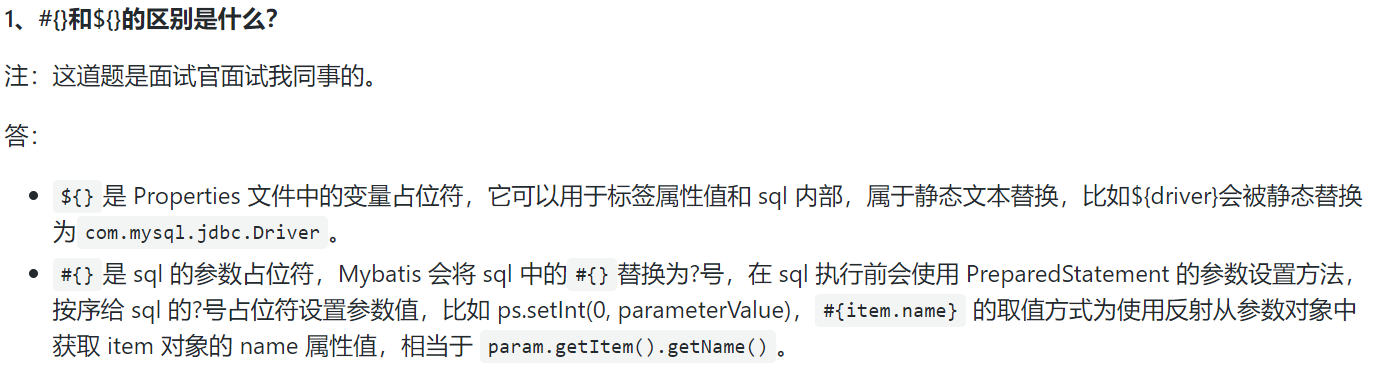 1、#{}和${}的区别是什么？
注：这道题是面试官面试我同事的。
答：
• ${}是 Properties 文件中的变量占位符，它可以用于标签属性值和 sql 内部，属于静态文本替换，比如${driver}会被静态替换
为com.mysql.jdbc.Driver。
• #{}是 sql 的参数占位符，Mybatis 会将 sql 中的#{}替换为?号，在 sql 执行前会使用 PreparedStatement 的参数设置方法，
按序给 sql 的?号占位符设置参数值，比如 ps.setInt(0, parameterValue)，#{item.name} 的取值方式为使用反射从参数对象中
获取 item 对象的 name 属性值，相当于 param.getItem().getName()。